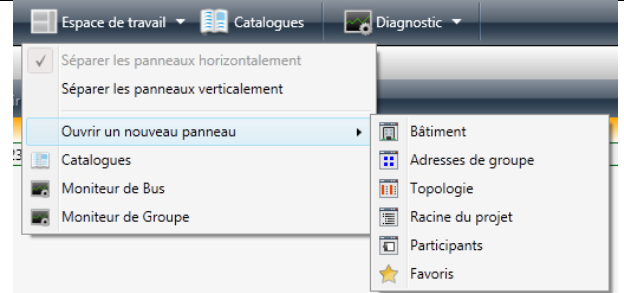 Espace de travail Catalogues Diagnostic
Séparer les panneaux horizontalement
Séparer les panneaux verticalement
Ouvrir un nouveau panneau
Catalogues
Moniteur de Bus
Moniteur de Groupe
Bâtiment
Adresses de groupe
Topologie
Racine du projet
Participants
Favoris